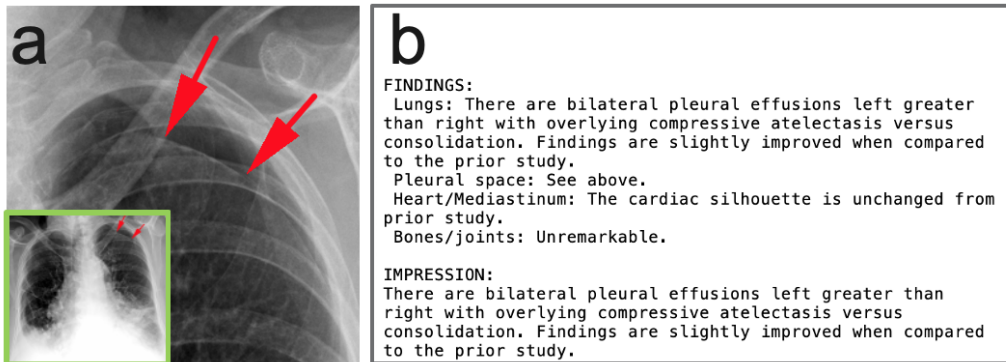 a
b
FINDINGS:
Lungs: There are bilateral pleural effusions left greater
than right with overlying compressive atelectasis versus
consolidation. Findings are slightly improved when compared
to the prior study.
Pleural space: See above.
Heart/Mediastinum: The cardiac silhouette is unchanged from
prior study.
Bones/joints: Unremarkable.
IMPRESSION:
There are bilateral pleural effusions left greater than
right with overlying compressive atelectasis versus
consolidation. Findings are slightly improved when compared
to the prior study.